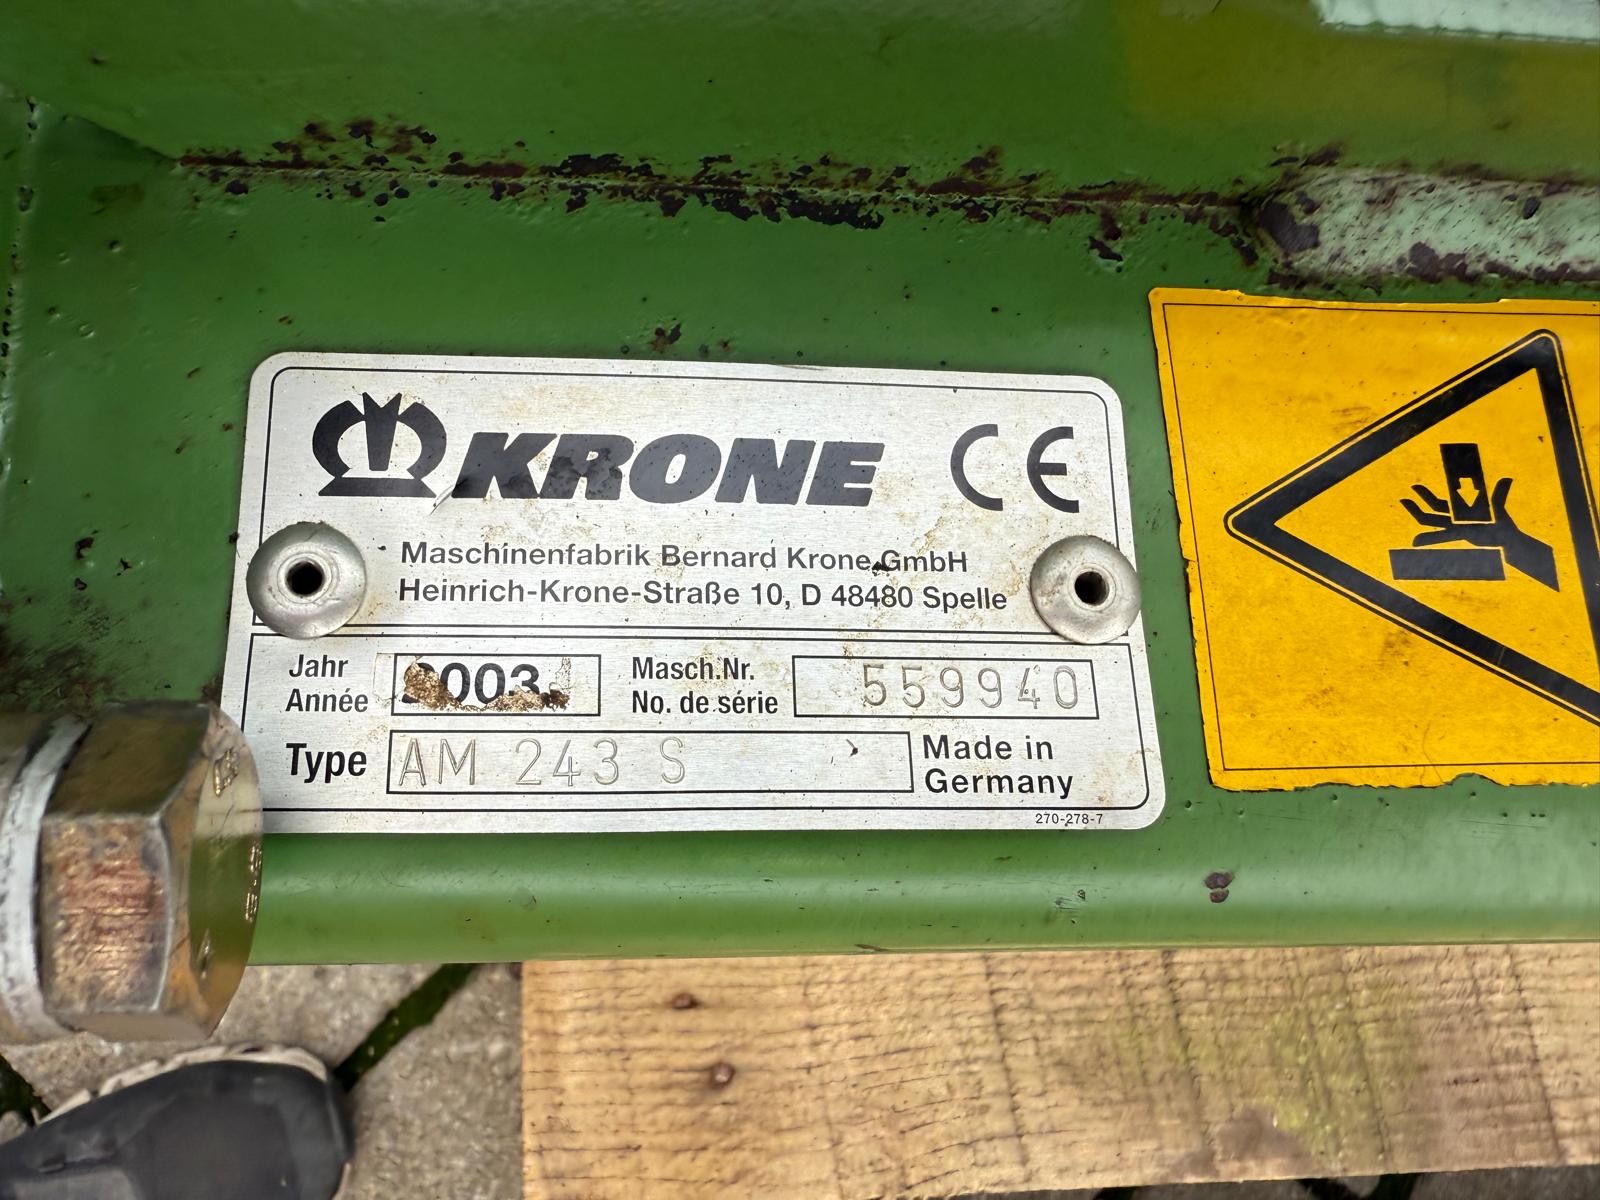 KRONE CE
Maschinenfabrik Bernard Krone GmbH
Heinrich-Krone-Straße 10, D 48480 Spelle
Jahr
Année
2003
Masch.Nr.
No. de série
559940
Type
AM 243 S
Made in
Germany
270-278-7